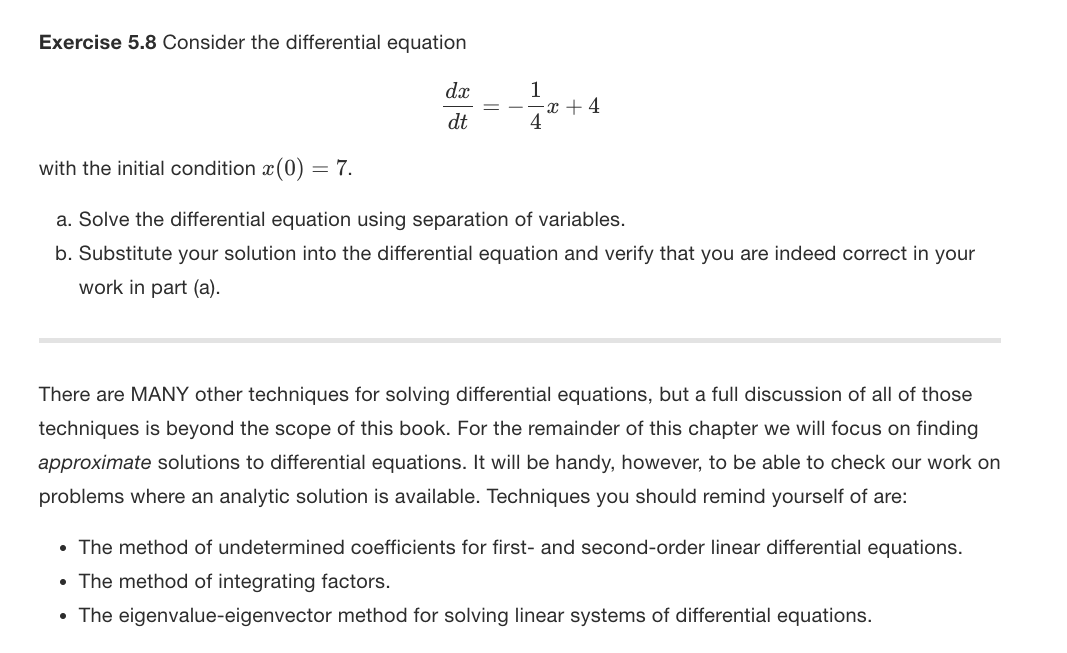 Exercise 5.8 Consider the differential equation
dx/dt = −1/4 x + 4
with the initial condition x(0) = 7.
a. Solve the differential equation using separation of variables.
b. Substitute your solution into the differential equation and verify that you are indeed correct in your
work in part (a).
There are MANY other techniques for solving differential equations, but a full discussion of all of those
techniques is beyond the scope of this book. For the remainder of this chapter we will focus on finding
approximate solutions to differential equations. It will be handy, however, to be able to check our work on
problems where an analytic solution is available. Techniques you should remind yourself of are:
• The method of undetermined coefficients for first- and second-order linear differential equations.
• The method of integrating factors.
• The eigenvalue-eigenvector method for solving linear systems of differential equations.